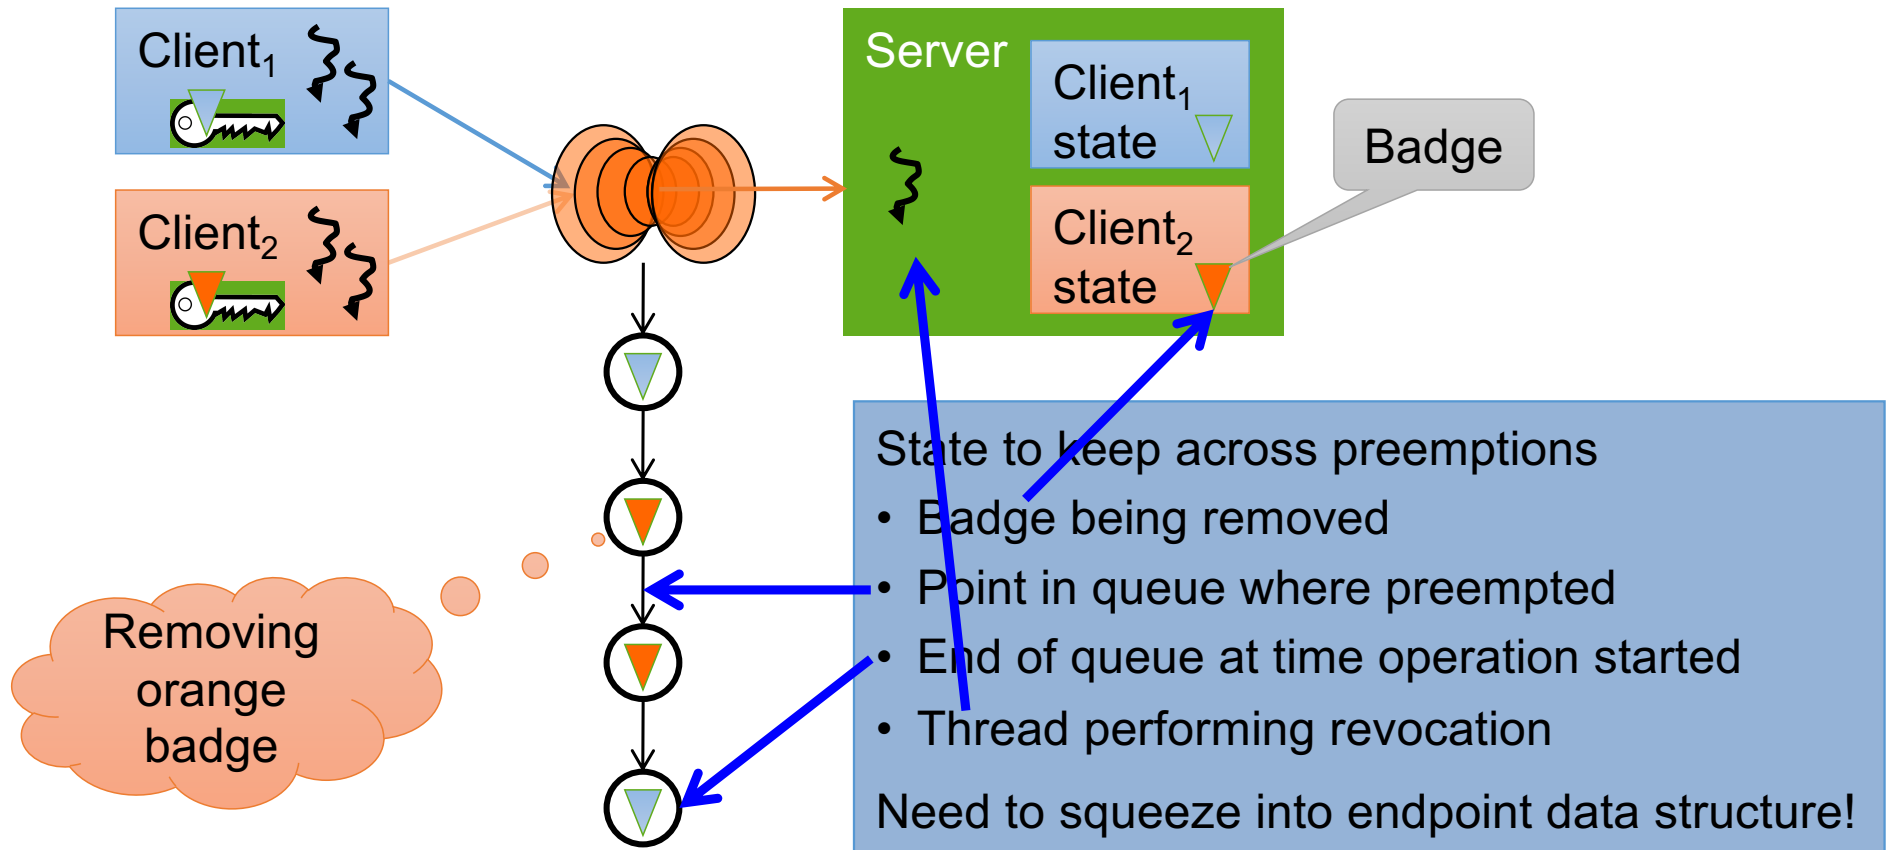 Client₁
Client₂
Server
Client₁
state
Client₂
state
Badge
Removing
orange
badge
State to keep across preemptions
• Badge being removed
• Point in queue where preempted
• End of queue at time operation started
• Thread performing revocation
Need to squeeze into endpoint data structure!